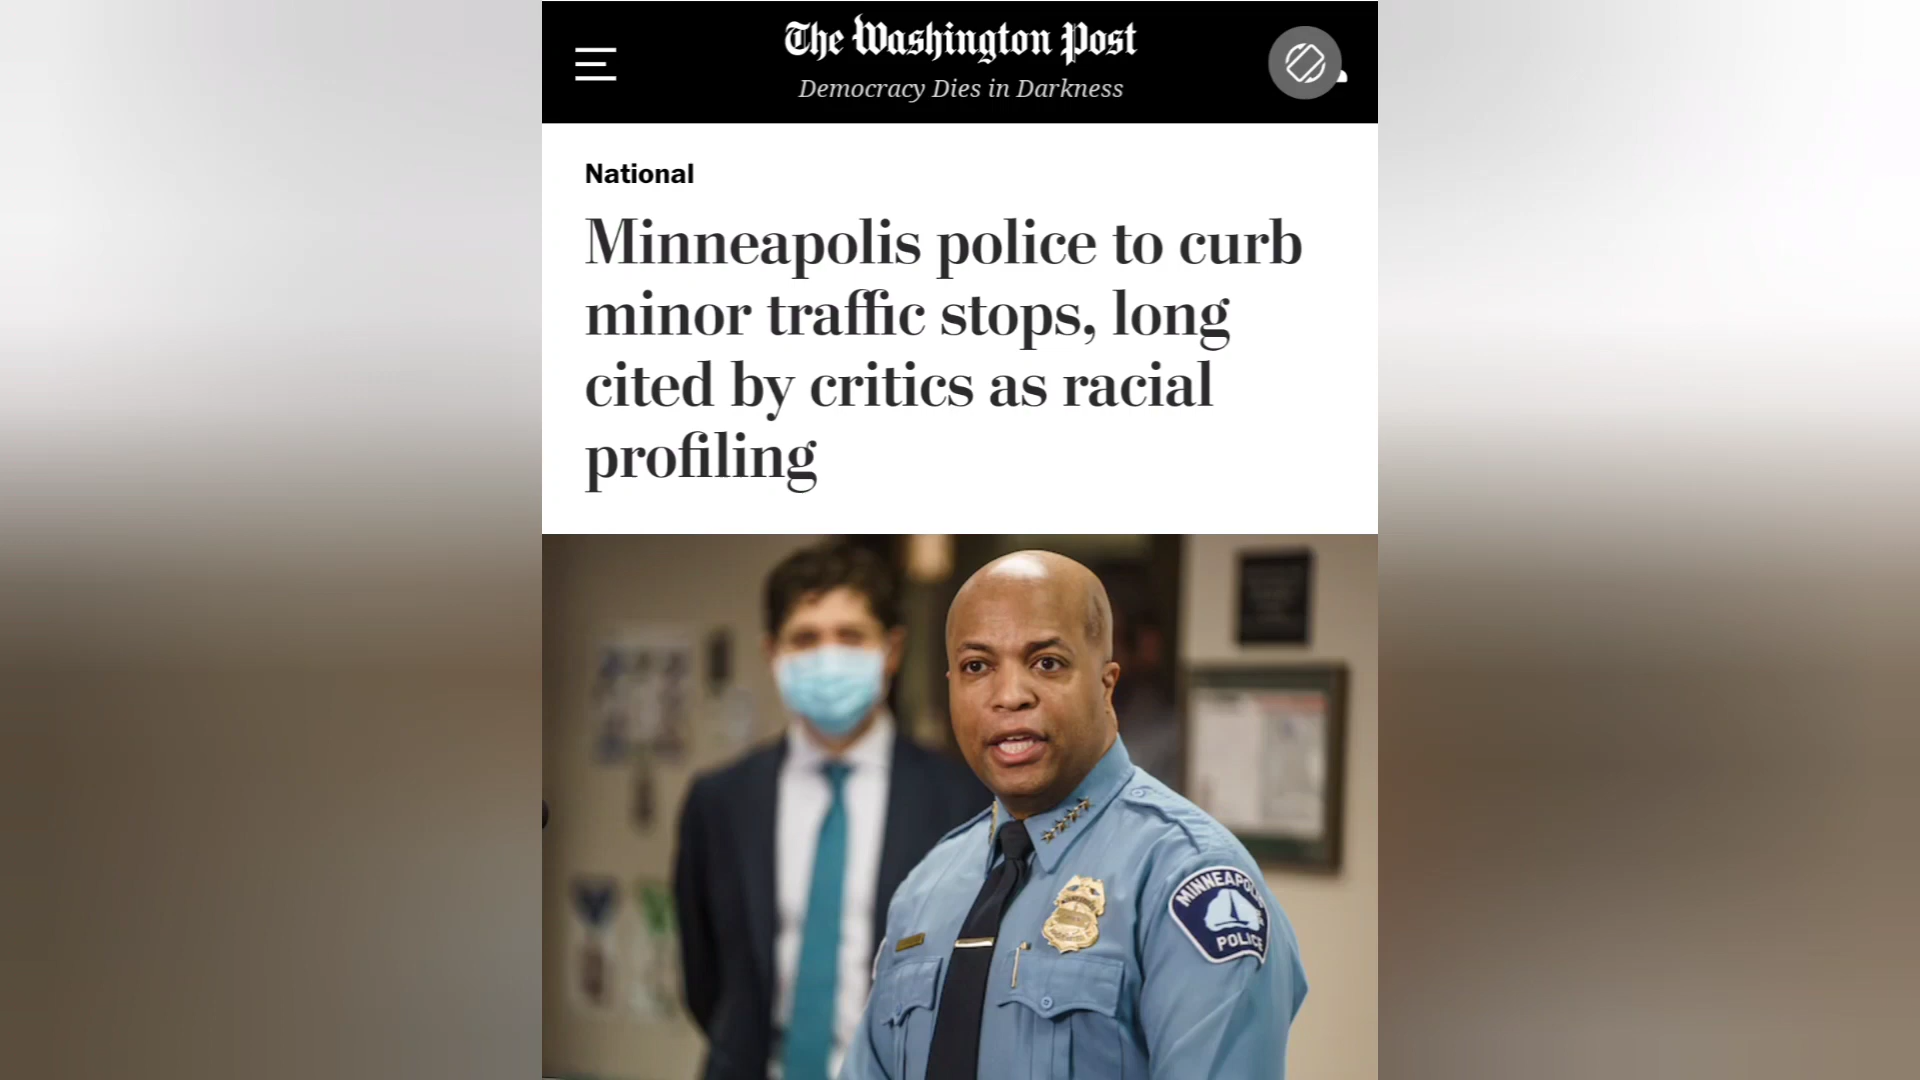 The Washington Post
Democracy Dies in Darkness
National
Minneapolis police to curb
minor traffic stops, long
cited by critics as racial
profiling
MINNEAPOLIS
POLICE